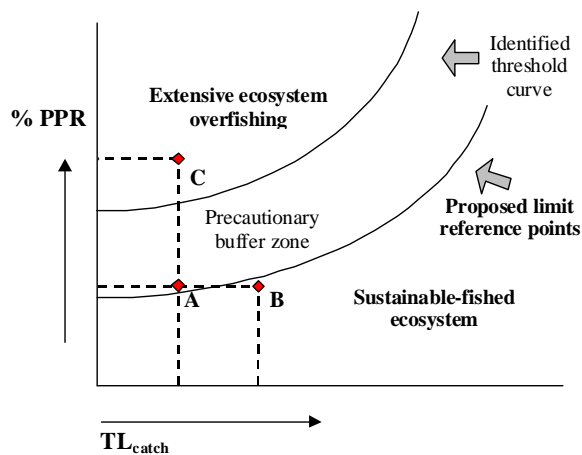 Identified
threshold
curve
Extensive ecosystem
overfishing
% PPR
C
Precautionary
buffer zone
Proposed limit
reference points
A
B
Sustainable-fished
ecosystem
TLcatch